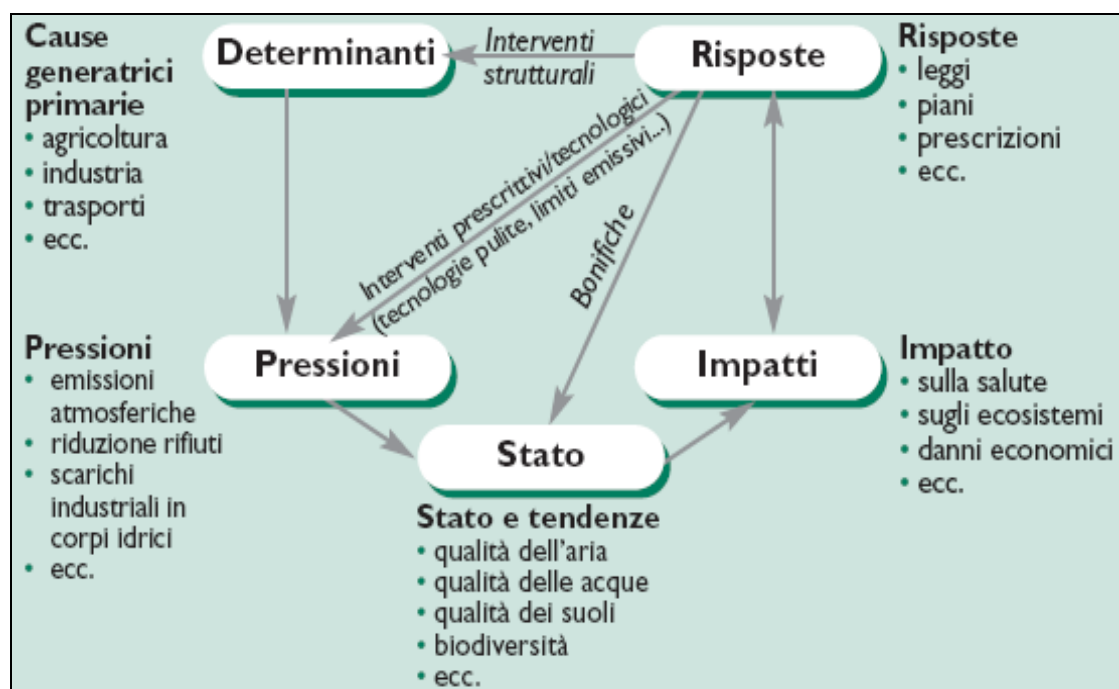 Cause
generatrici
primarie
• agricoltura
• industria
• trasporti
• ecc.
Determinanti
Interventi
strutturali
Risposte
Risposte
• leggi
• piani
• prescrizioni
• ecc.
Interventi prescrittivi/tecnologici
(tecnologie pulite, limiti emissivi...)
Bonifiche
Pressioni
• emissioni
atmosferiche
• riduzione rifiuti
• scarichi
industriali in
corpi idrici
• ecc.
Pressioni
Stato
Stato e tendenze
• qualità dell'aria
• qualità delle acque
• qualità dei suoli
• biodiversità
• ecc.
Impatti
Impatto
• sulla salute
• sugli ecosistemi
• danni economici
• ecc.